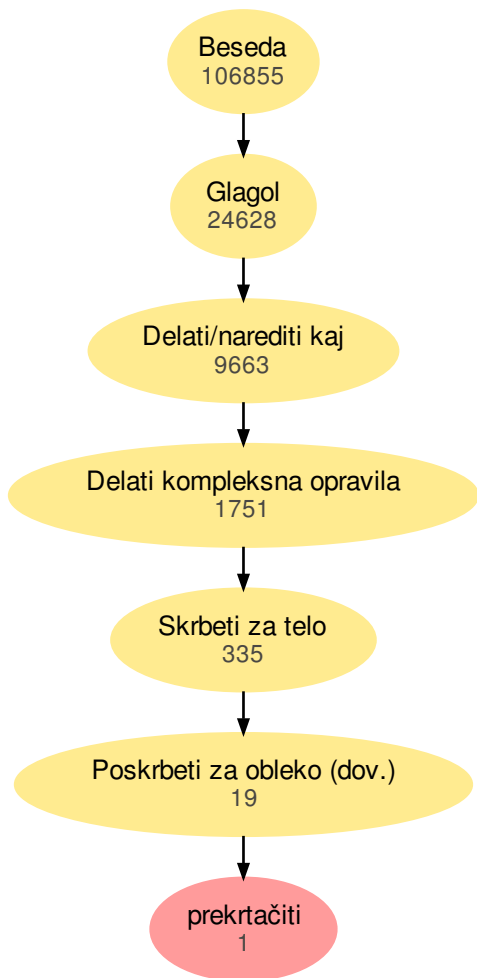 Beseda
106855
Glagol
24628
Delati/narediti kaj
9663
Delati kompleksna opravila
1751
Skrbeti za telo
335
Poskrbeti za obleko (dov.)
19
prekrtačiti
1